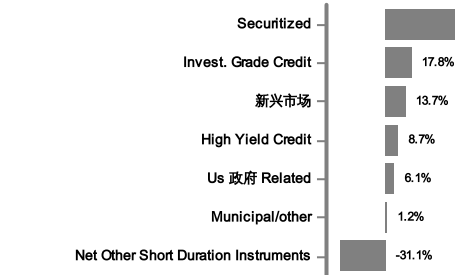 Securitized
Invest. Grade Credit 17.8%
新兴市场 13.7%
High Yield Credit 8.7%
Us 政府 Related 6.1%
Municipal/other 1.2%
Net Other Short Duration Instruments -31.1%